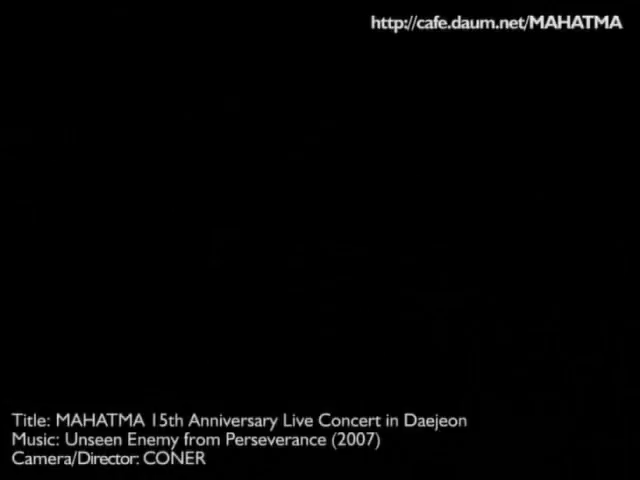 http://cafe.daum.net/MAHATMA
Title: MAHATMA 15th Anniversary Live Concert in Daejeon
Music: Unseen Enemy from Perseverance (2007)
Camera/Director: CONER